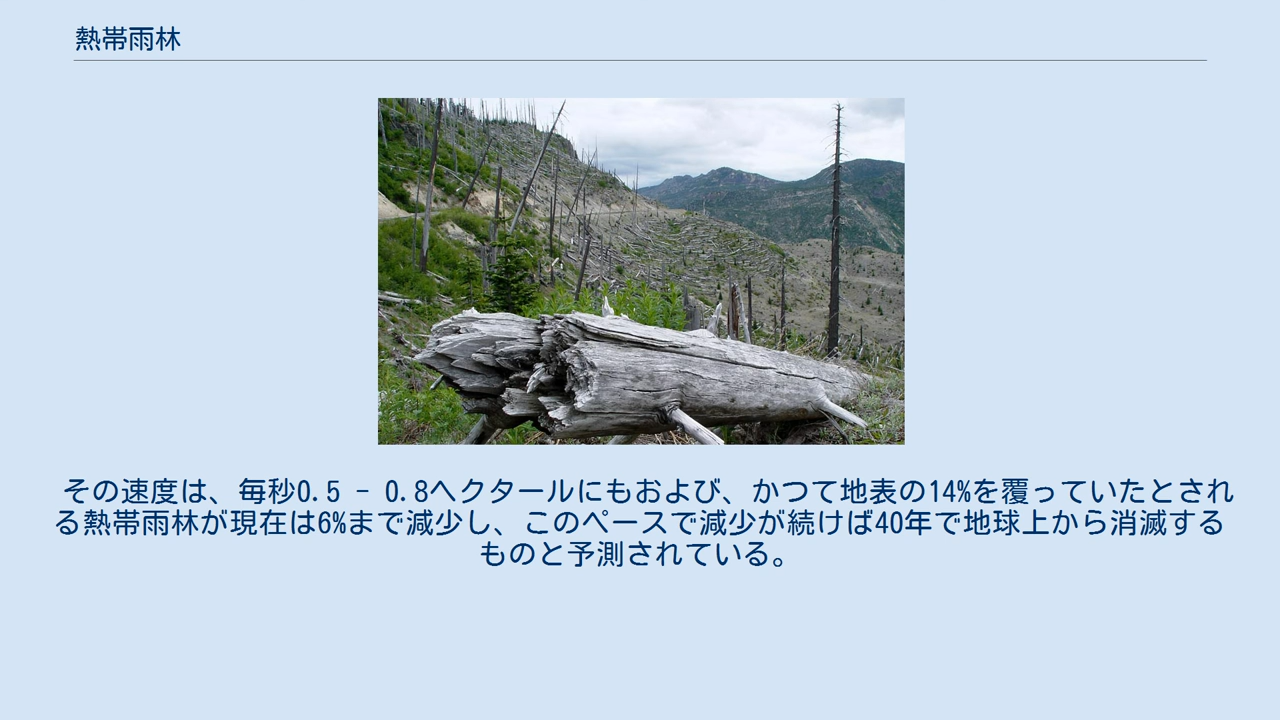 熱帯雨林
その速度は、毎秒0.5 - 0.8ヘクタールにもおよび、かつて地表の14%を覆っていたとされ
る熱帯雨林が現在は6%まで減少し、このペースで減少が続けば40年で地球上から消滅する
ものと予測されている。